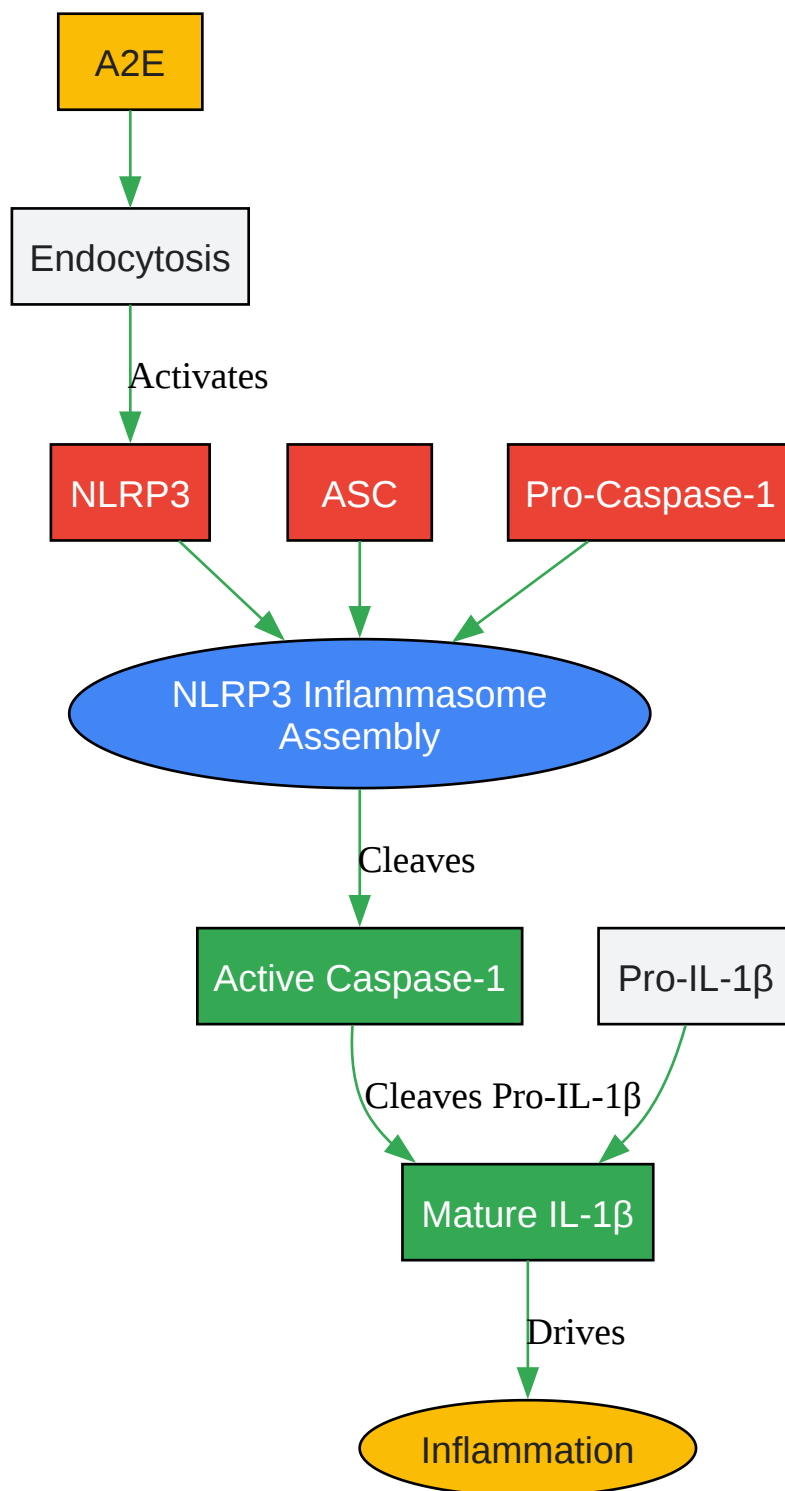 A2E
Endocytosis
Activates
NLRP3
ASC
Pro-Caspase-1
NLRP3 Inflammasome
Assembly
Cleaves
Active Caspase-1
Pro-IL-1β
Cleaves Pro-IL-1β
Mature IL-1β
Drives
Inflammation